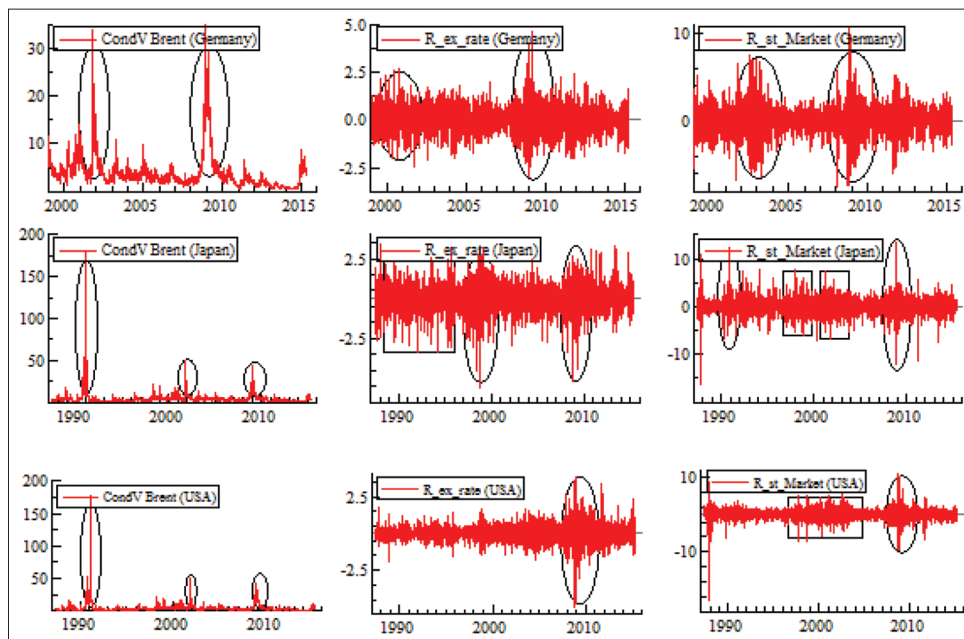 CondV Brent (Germany)
30
20
10
2000 2005 2010 2015
R_ex_rate (Germany)
5.0
2.5
0.0
-2.5
2000 2005 2010 2015
R_st_Market (Germany)
10
0
2000 2005 2010 2015
CondV Brent (Japan)
200
150
100
50
1990 2000 2010
R_ex_rate (Japan)
2.5
-2.5
1990 2000 2010
R_st_Market (Japan)
10
0
-10
1990 2000 2010
CondV Brent (USA)
200
150
100
50
1990 2000 2010
R_ex_rate (USA)
2.5
-2.5
1990 2000 2010
R_st_Market (USA)
10
-10
1990 2000 2010